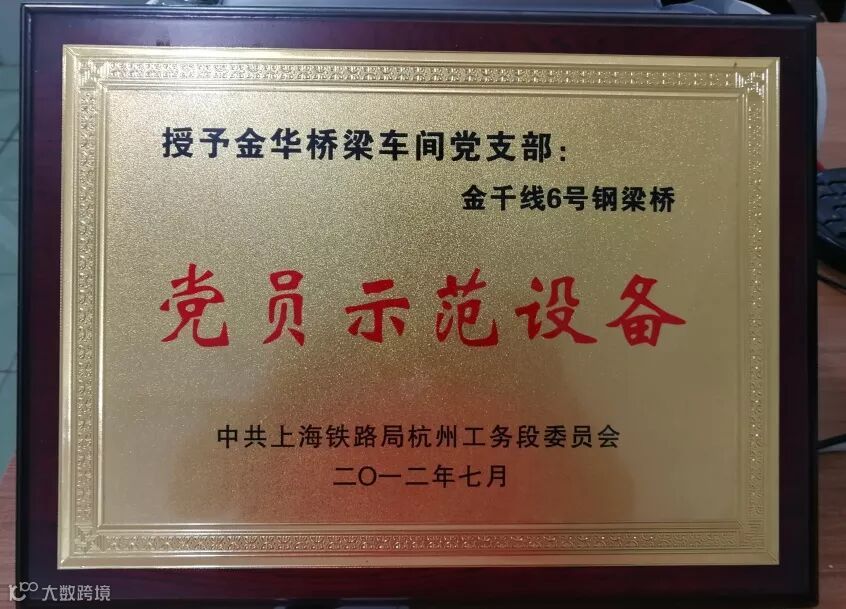 授予金华桥梁车间党支部：
金千线6号钢梁桥
党员示范设备
中共上海铁路局杭州工务段委员会
二〇一二年七月
大数跨境